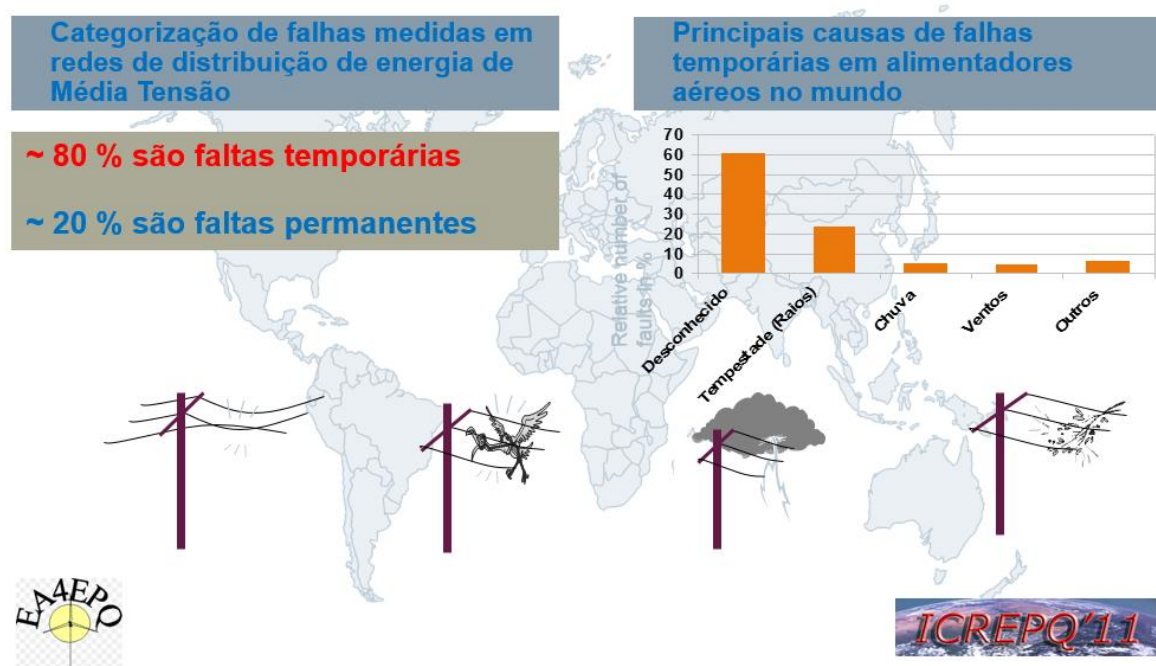 Categorização de falhas medidas em
redes de distribuição de energia de
Média Tensão
~ 80 % são faltas temporárias
~ 20 % são faltas permanentes
Principais causas de falhas
temporárias em alimentadores
aéreos no mundo
Relative number of
faults in %
70
60
50
40
30
20
10
0
Desconhecido
Tempestade (Raios)
Chuva
Ventos
Outros
EA4EPQ
ICREPQ'11